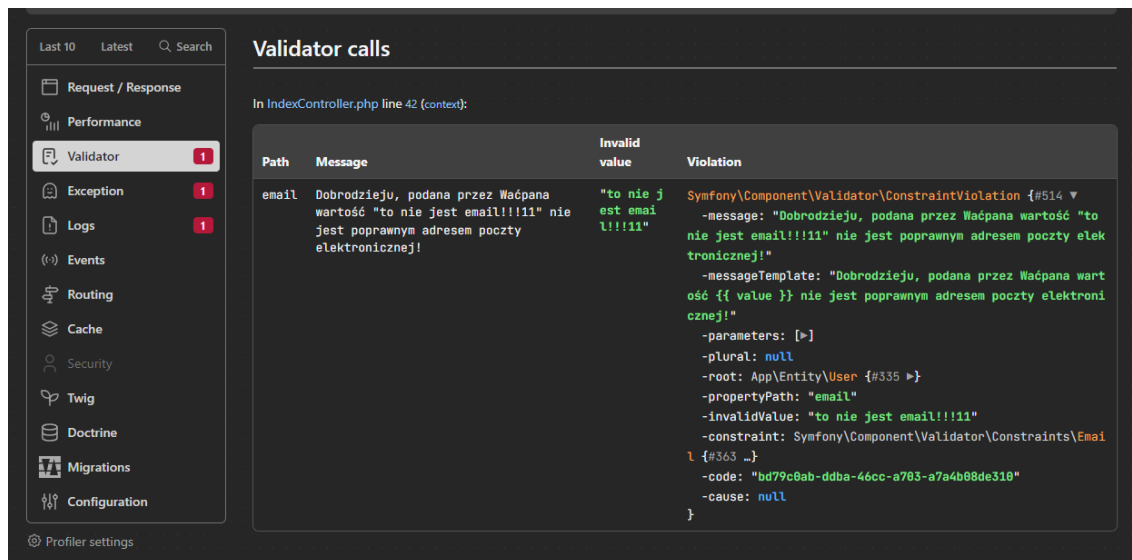 Last 10 Latest Search
Request / Response
Performance
Validator 1
Exception 1
Logs 1
Events
Routing
Cache
Security
Twig
Doctrine
Migrations
Configuration
Profiler settings
Validator calls
In IndexController.php line 42 (context):
Path Message Invalid value Violation
email
Dobrodzieju, podana przez Waćpana
wartość "to nie jest email!!!11" nie
jest poprawnym adresem poczty
elektronicznej!
"to nie j
est emai
l!!!11"
Symfony\Component\Validator\ConstraintViolation {#514 ▼
-message: "Dobrodzieju, podana przez Waćpana wartość "to
nie jest email!!!11" nie jest poprawnym adresem poczty elek
tronicznej!"
-messageTemplate: "Dobrodzieju, podana przez Waćpana wart
ość {{ value }} nie jest poprawnym adresem poczty elektroni
cznej!"
-parameters: [▶]
-plural: null
-root: App\Entity\User {#335 ▶}
-propertyPath: "email"
-invalidValue: "to nie jest email!!!11"
-constraint: Symfony\Component\Validator\Constraints\Emai
l {#363 …}
-code: "bd79c0ab-ddba-46cc-a703-a7a4b08de310"
-cause: null
}